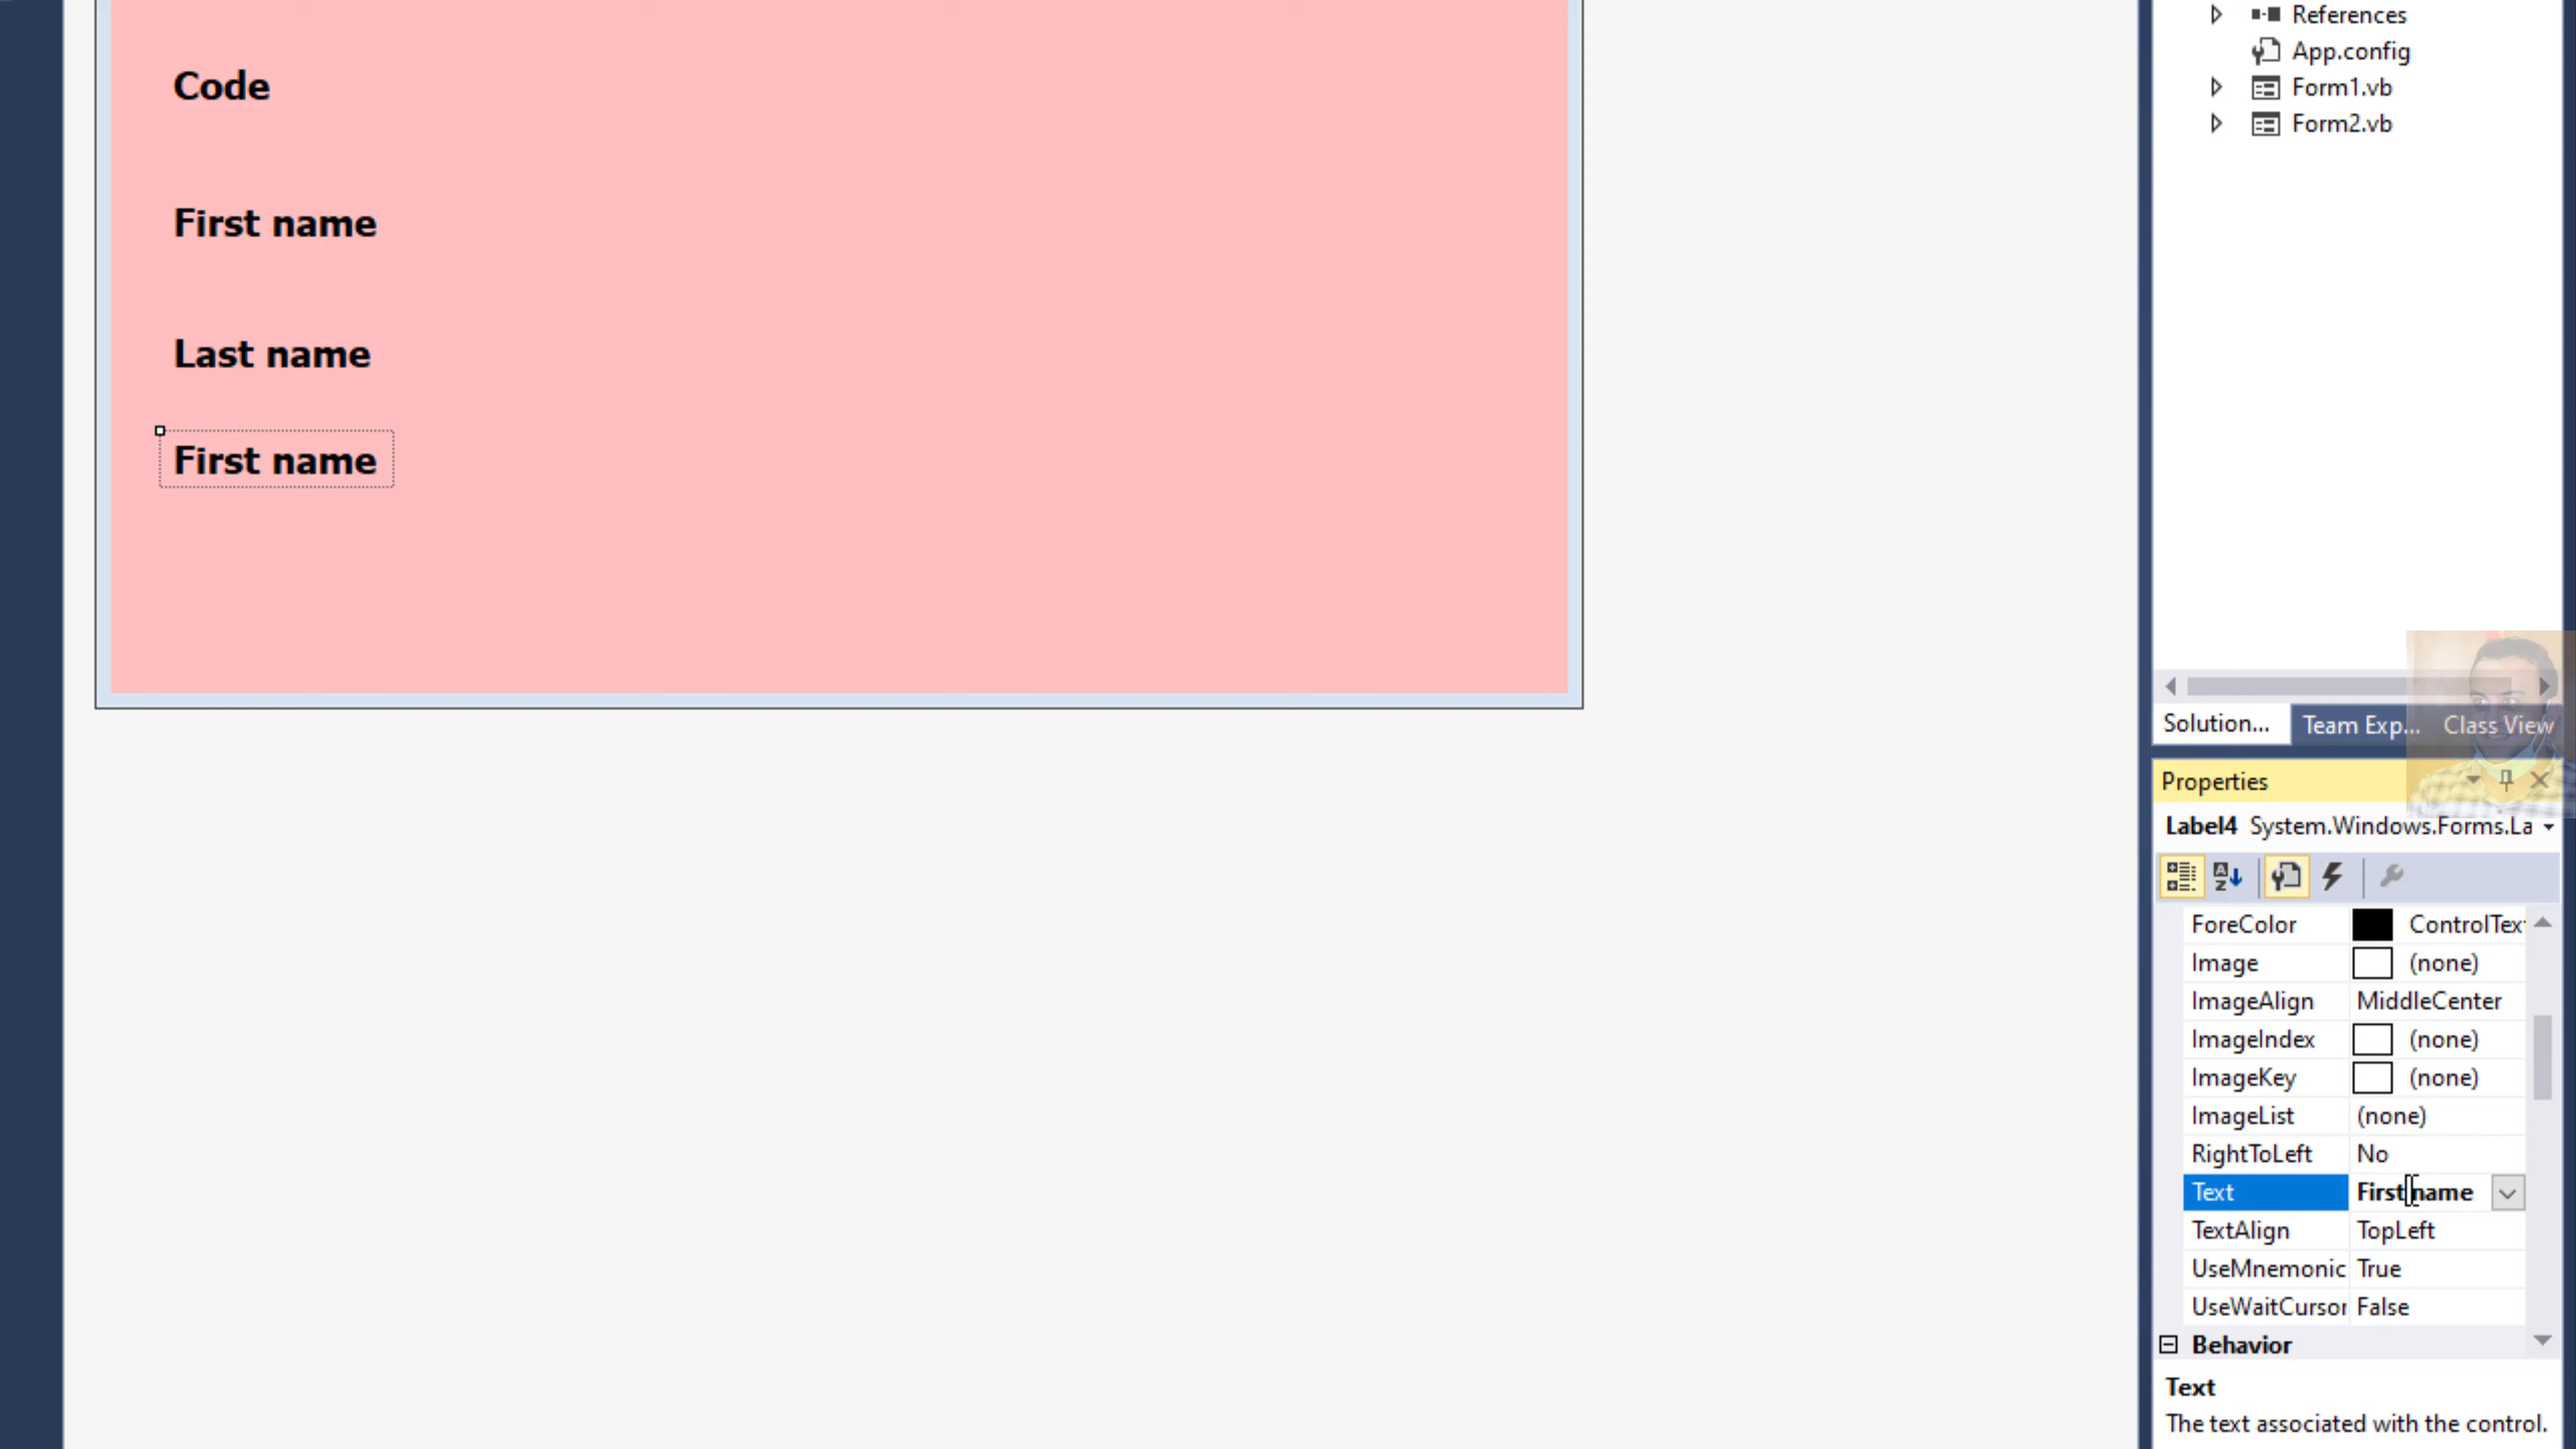 References
App.config
Form1.vb
Form2.vb
Code
First name
Last name
First name
Solution...
Team Exp...
Class View
Properties
Label4 System.Windows.Forms.La
ForeColor ControlTex
Image (none)
ImageAlign MiddleCenter
ImageIndex (none)
ImageKey (none)
ImageList (none)
RightToLeft No
Text First name
TextAlign TopLeft
UseMnemonic True
UseWaitCursor False
Behavior
Text
The text associated with the control.